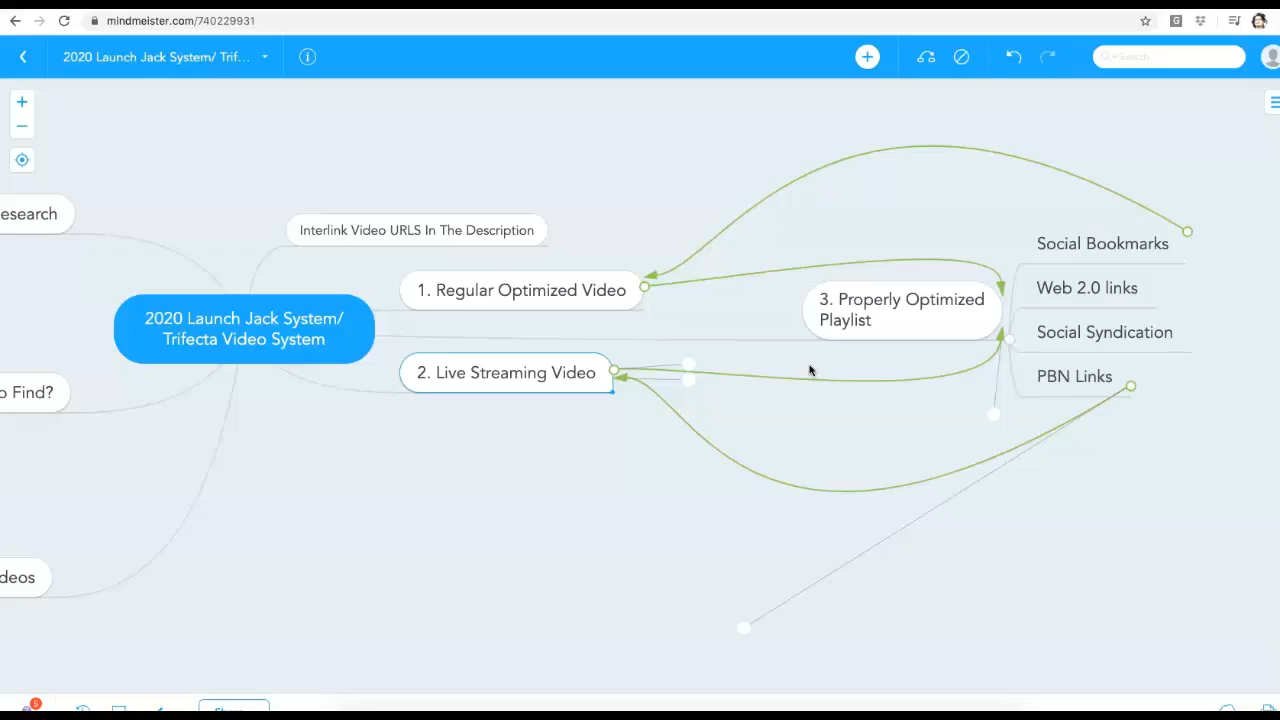 mindmeister.com/740229931
2020 Launch Jack System/ Trif...
Search
esearch
Interlink Video URLS In The Description
1. Regular Optimized Video
2020 Launch Jack System/
Trifecta Video System
2. Live Streaming Video
3. Properly Optimized
Playlist
Social Bookmarks
Web 2.0 links
Social Syndication
PBN Links
o Find?
deos
5